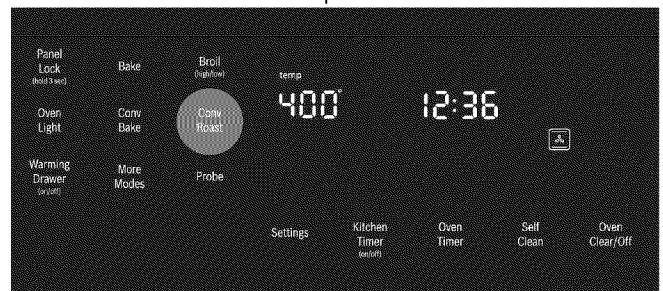 Panel
Lock
(hold 3 sec)
Bake
Broil
(high/low)
temp
400°
12:36
Oven
Light
Conv
Bake
Conv
Roast
Warming
Drawer
(on/off)
More
Modes
Probe
Settings
Kitchen
Timer
(on/off)
Oven
Timer
Self
Clean
Oven
Clear/Off